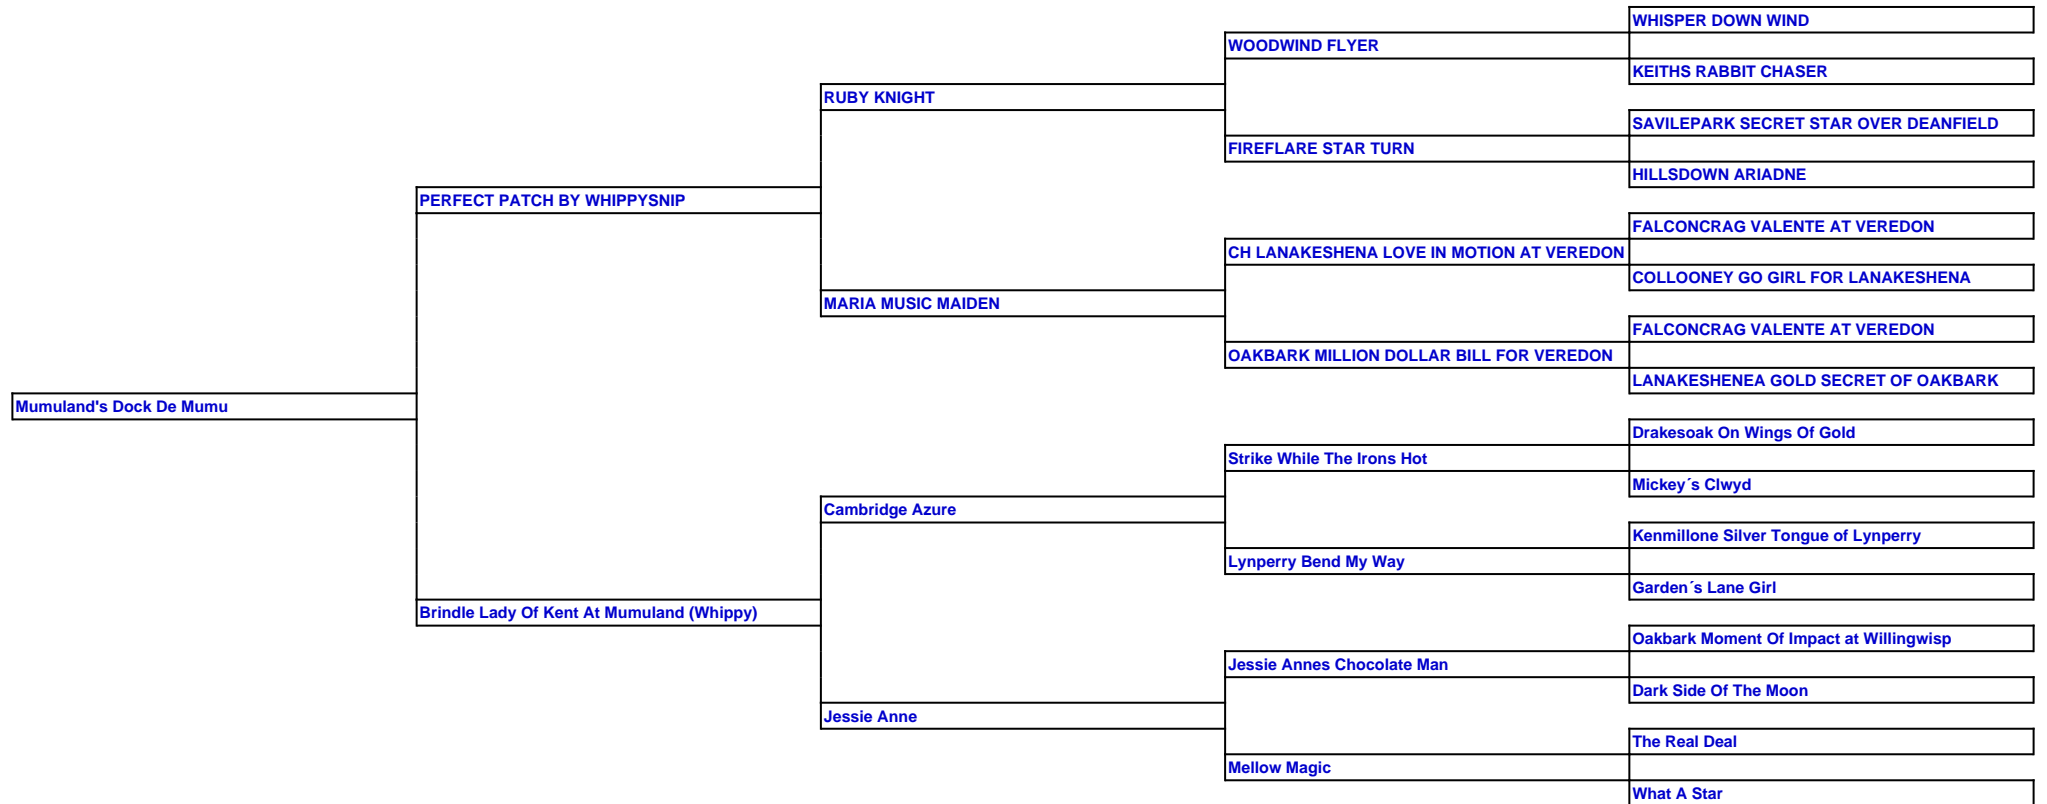 WHISPER DOWN WIND
WOODWIND FLYER
KEITHS RABBIT CHASER
RUBY KNIGHT
SAVILEPARK SECRET STAR OVER DEANFIELD
FIREFLARE STAR TURN
HILLSDOWN ARIADNE
PERFECT PATCH BY WHIPPYSNIP
FALCONCRAG VALENTE AT VEREDON
CH LANAKESHENA LOVE IN MOTION AT VEREDON
COLLOONEY GO GIRL FOR LANAKESHENA
MARIA MUSIC MAIDEN
FALCONCRAG VALENTE AT VEREDON
OAKBARK MILLION DOLLAR BILL FOR VEREDON
LANAKESHENEA GOLD SECRET OF OAKBARK
Mumuland's Dock De Mumu
Drakesoak On Wings Of Gold
Strike While The Irons Hot
Mickey´s Clwyd
Cambridge Azure
Kenmillone Silver Tongue of Lynperry
Lynperry Bend My Way
Garden´s Lane Girl
Brindle Lady Of Kent At Mumuland (Whippy)
Oakbark Moment Of Impact at Willingwisp
Jessie Annes Chocolate Man
Dark Side Of The Moon
Jessie Anne
The Real Deal
Mellow Magic
What A Star